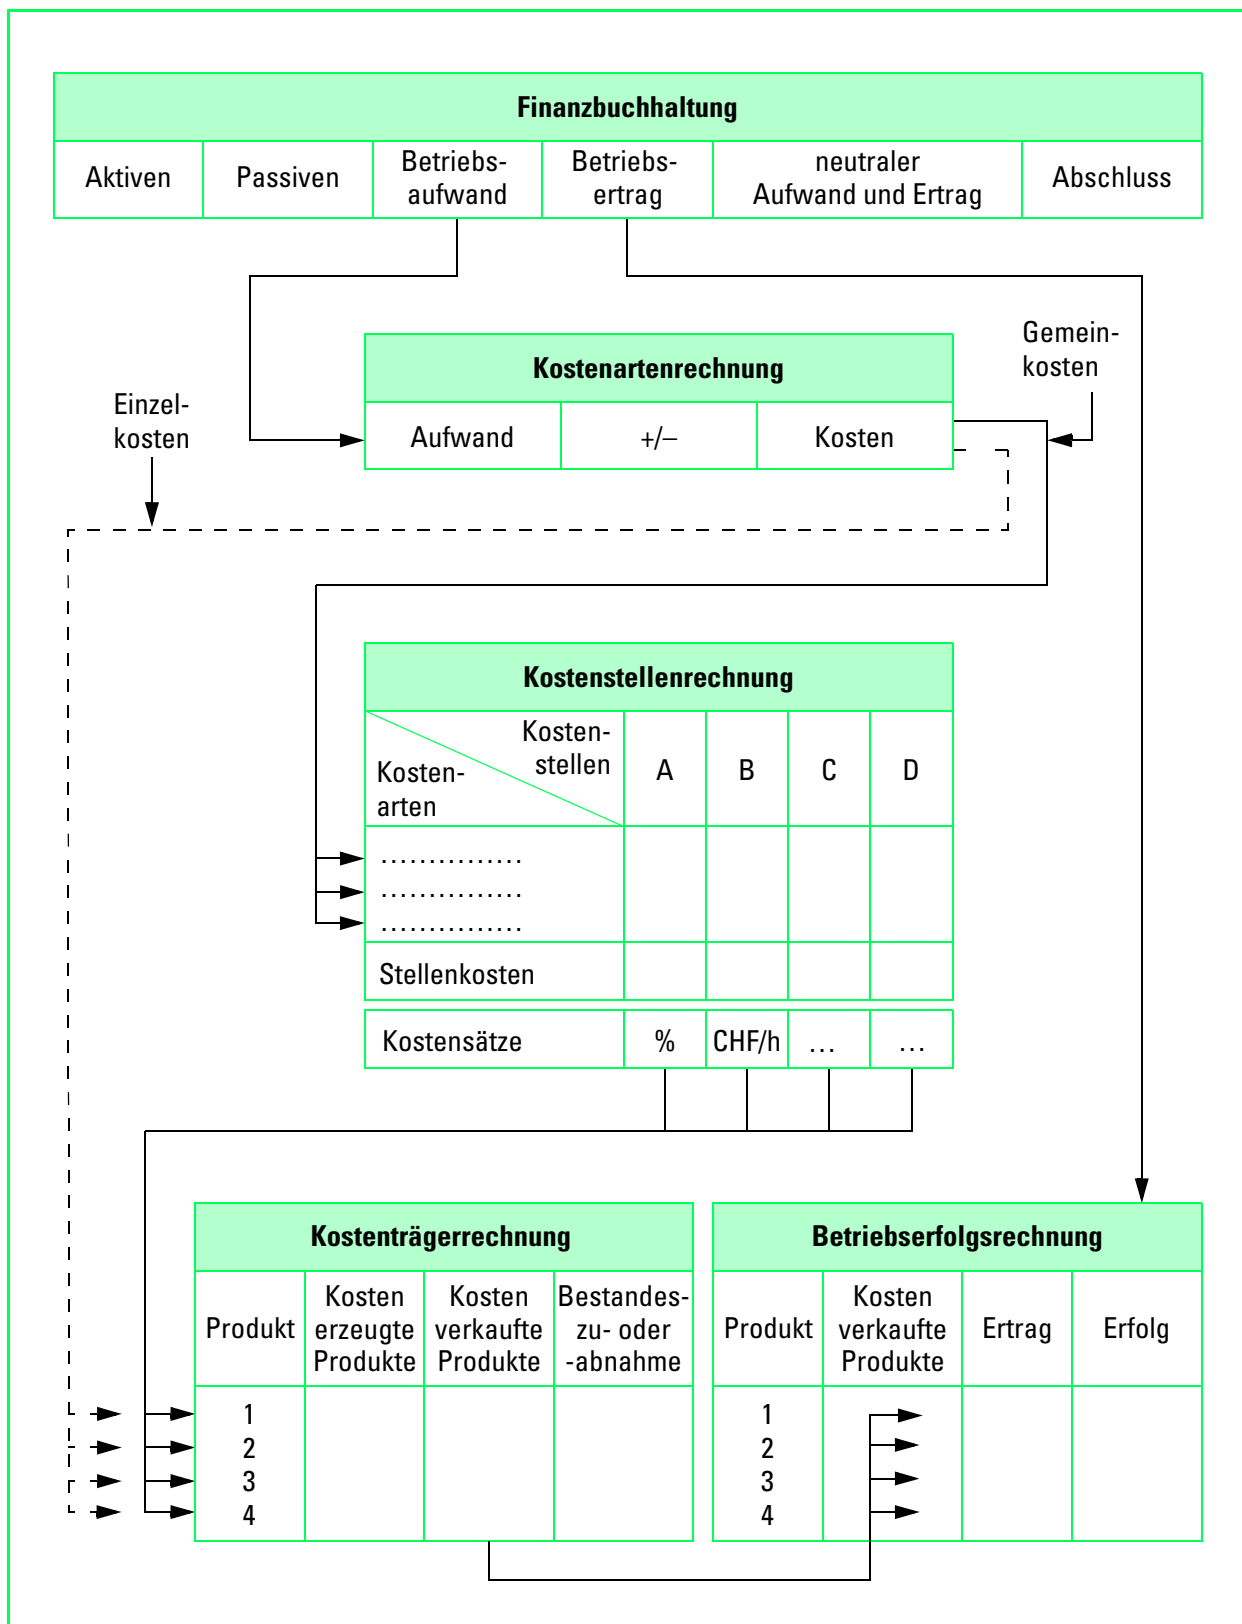 Finanzbuchhaltung
Aktiven
Passiven
Betriebs-
aufwand
Betriebs-
ertrag
neutraler
Aufwand und Ertrag
Abschluss
Gemein-
kosten
Kostenartenrechnung
Einzel-
kosten
Aufwand
+/–
Kosten
Kostenstellenrechnung
Kosten-
stellen
Kosten-
arten
A
B
C
D
...............
...............
...............
Stellenkosten
Kostensätze
%
CHF/h
...
...
Kostenträgerrechnung
Produkt
Kosten
erzeugte
Produkte
Kosten
verkaufte
Produkte
Bestandes-
zu- oder
-abnahme
1
2
3
4
Betriebserfolgsrechnung
Produkt
Kosten
verkaufte
Produkte
Ertrag
Erfolg
1
2
3
4